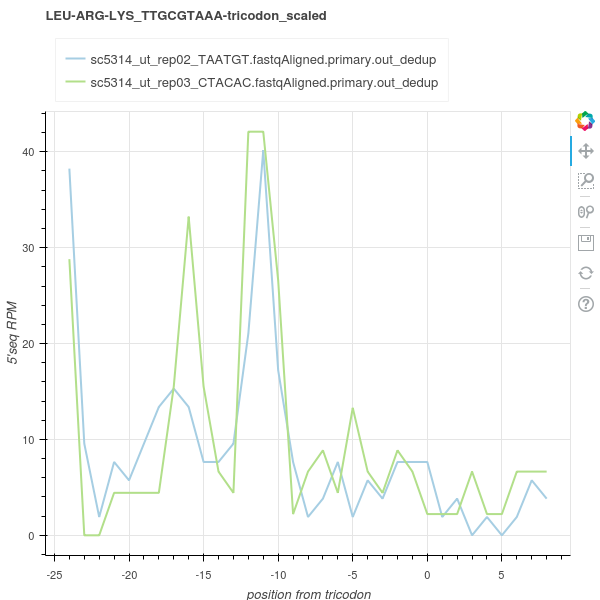 LEU-ARG-LYS_TTGCGTAAA-tricodon_scaled
sc5314_ut_rep02_TAATGT.fastqAligned.primary.out_dedup
sc5314_ut_rep03_CTACAC.fastqAligned.primary.out_dedup
40
30
20
10
0
5'seq RPM
-25 -20 -15 -10 -5 0 5
position from tricodon